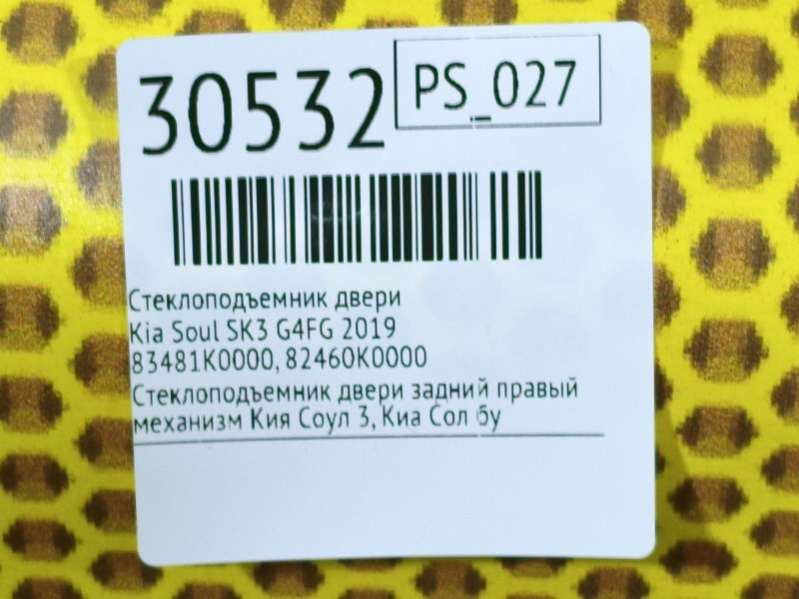 30532
PS_027
Стеклоподъемник двери
Kia Soul SK3 G4FG 2019
83481K0000, 82460K0000
Стеклоподъемник двери задний правый
механизм Кия Соул 3, Киа Сол бу